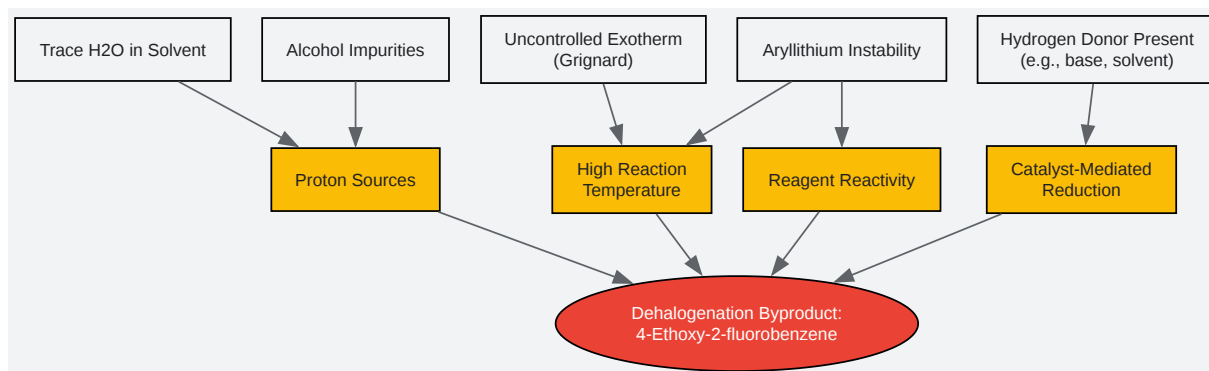 Trace H2O in Solvent
Alcohol Impurities
Uncontrolled Exotherm
(Grignard)
Aryllithium Instability
Hydrogen Donor Present
(e.g., base, solvent)
Proton Sources
High Reaction
Temperature
Reagent Reactivity
Catalyst-Mediated
Reduction
Dehalogenation Byproduct:
4-Ethoxy-2-fluorobenzene